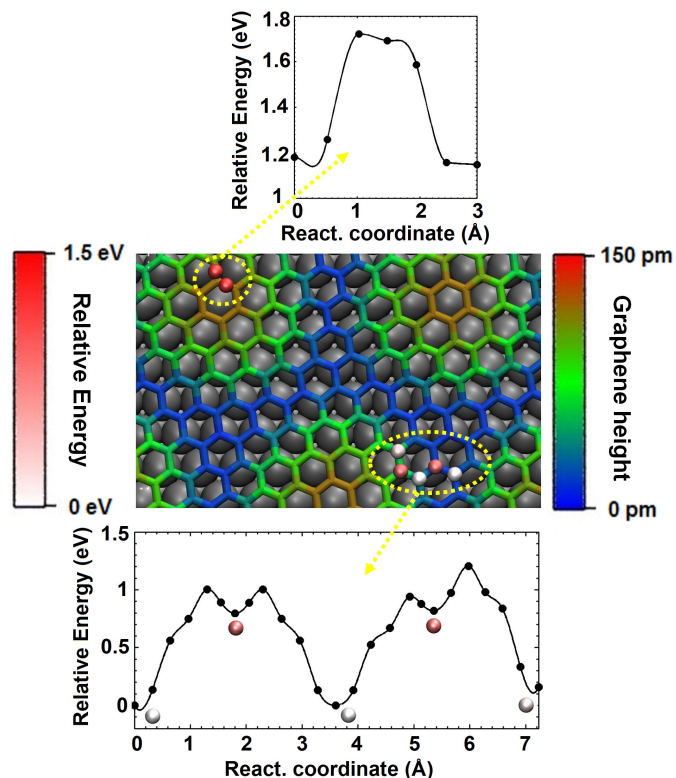 1.8
1.6
1.4
1.2
1
Relative Energy (eV)
0 1 2 3
React. coordinate (Å)
1.5 eV
Relative Energy
0 eV
150 pm
Graphene height
0 pm
1.5
1
0.5
0
Relative Energy (eV)
0 1 2 3 4 5 6 7
React. coordinate (Å)